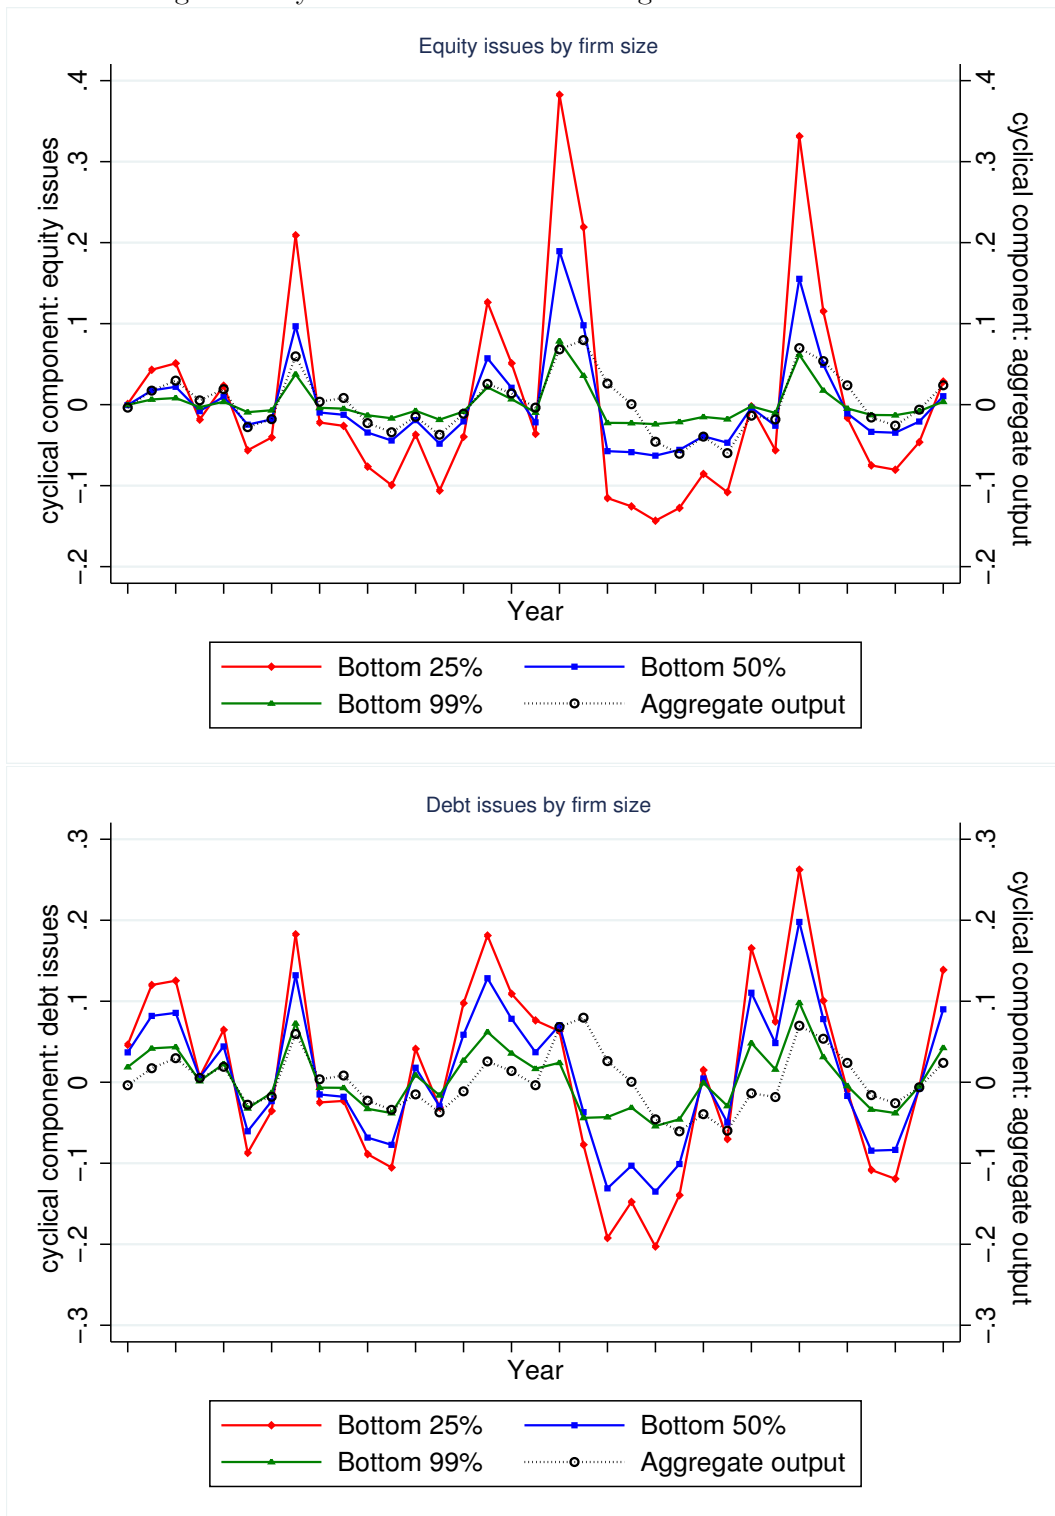 Equity issues by firm size
cyclical component: equity issues
.4
.3
.2
.1
0
-.1
-.2
.4
.3
.2
.1
0
-.1
-.2
cyclical component: aggregate output
Year
Bottom 25%
Bottom 50%
Bottom 99%
Aggregate output
Debt issues by firm size
cyclical component: debt issues
.3
.2
.1
0
-.1
-.2
-.3
.3
.2
.1
0
-.1
-.2
-.3
cyclical component: aggregate output
Year
Bottom 25%
Bottom 50%
Bottom 99%
Aggregate output